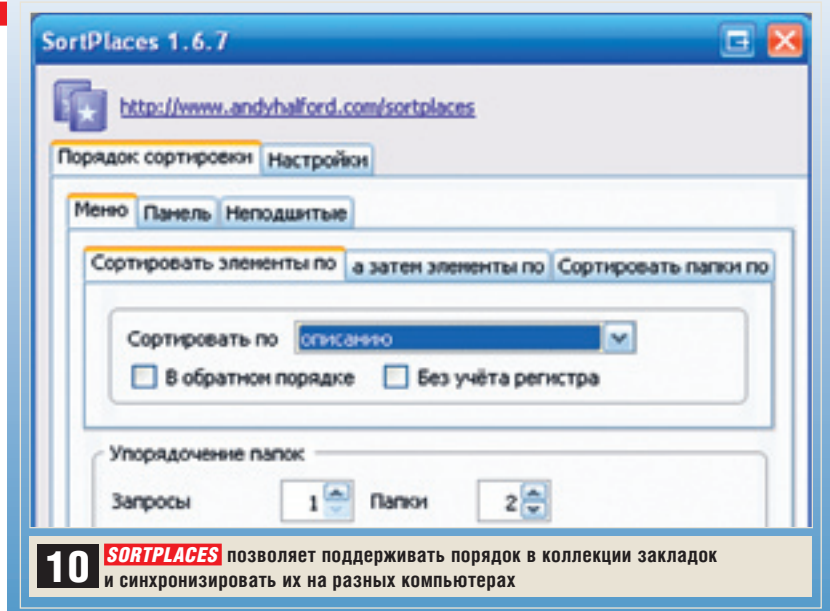 SortPlaces 1.6.7
http://www.andyhalford.com/sortplaces
Порядок сортировки Настройки
Меню Панель Неподшитые
Сортировать элементы по а затем элементы по Сортировать папки по
Сортировать по описанию
В обратном порядке Без учёта регистра
Упорядочение папок
Запросы 1 Папки 2
10 SORTPLACES позволяет поддерживать порядок в коллекции закладок
и синхронизировать их на разных компьютерах